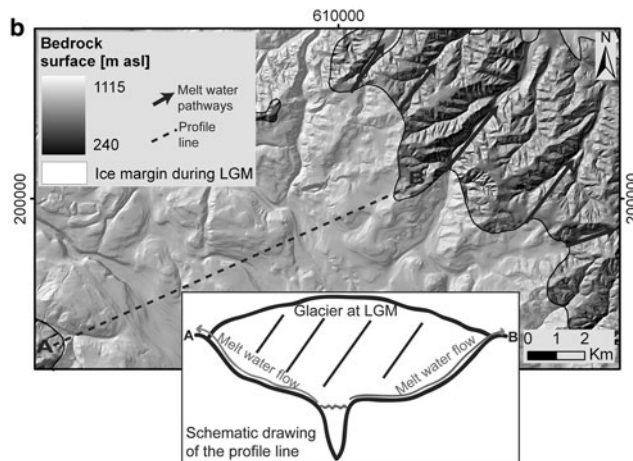 b
610000
N
Bedrock
surface [m asl]
1115
240
Melt water
pathways
Profile
line
Ice margin during LGM
200000
200000
B
A
0 1 2
Km
Glacier at LGM
A
B
Melt water flow
Melt water flow
Schematic drawing
of the profile line